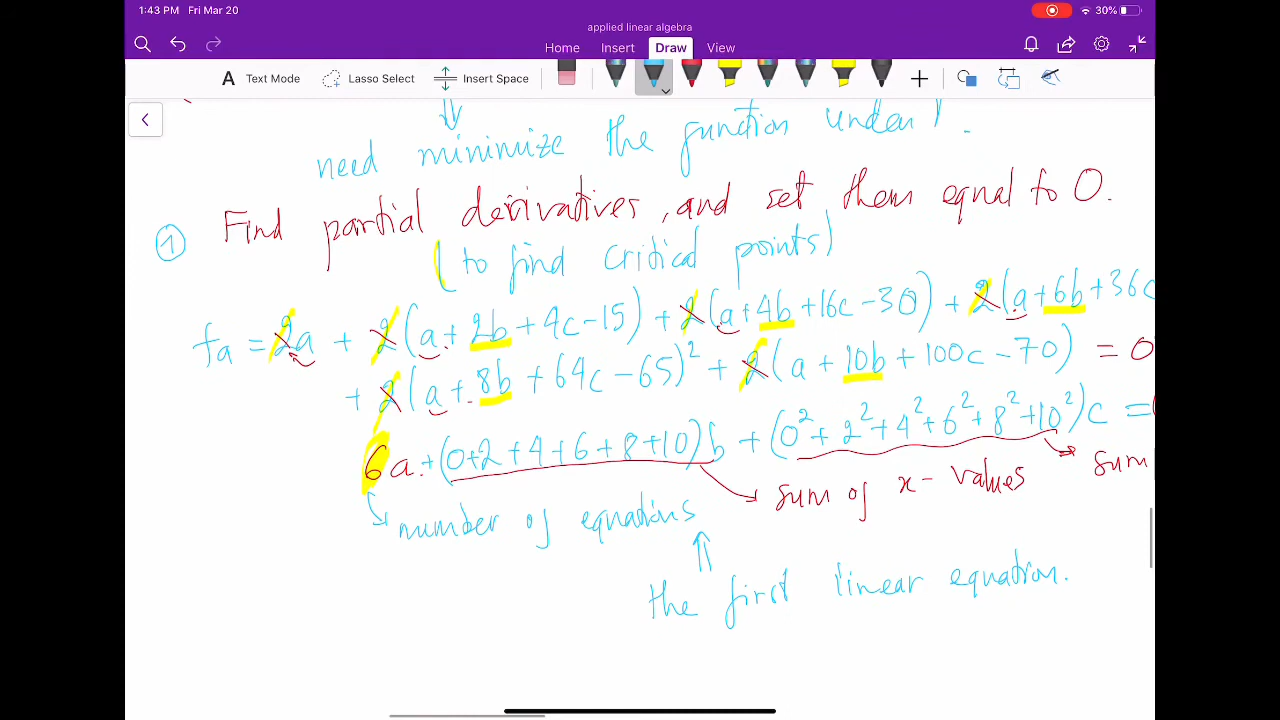 1:43 PM Fri Mar 20
30%
applied linear algebra
Home Insert Draw View
A Text Mode Lasso Select Insert Space
need minimize the function under
Find partial derivatives, and set them equal to 0.
① (to find critical points)
fa = 2a + 2(a + 2b + 4c - 15) + 2(a + 4b + 16c - 30) + 2(a + 6b + 36c
+ 2(a + 8b + 64c - 65)² + 2(a + 10b + 100c - 70) = 0
6a + (0+2+4+6+8+10)b + (0² + 2² + 4² + 6² + 8² + 10²)c =
sum of x-values sum
number of equations
the first linear equation.